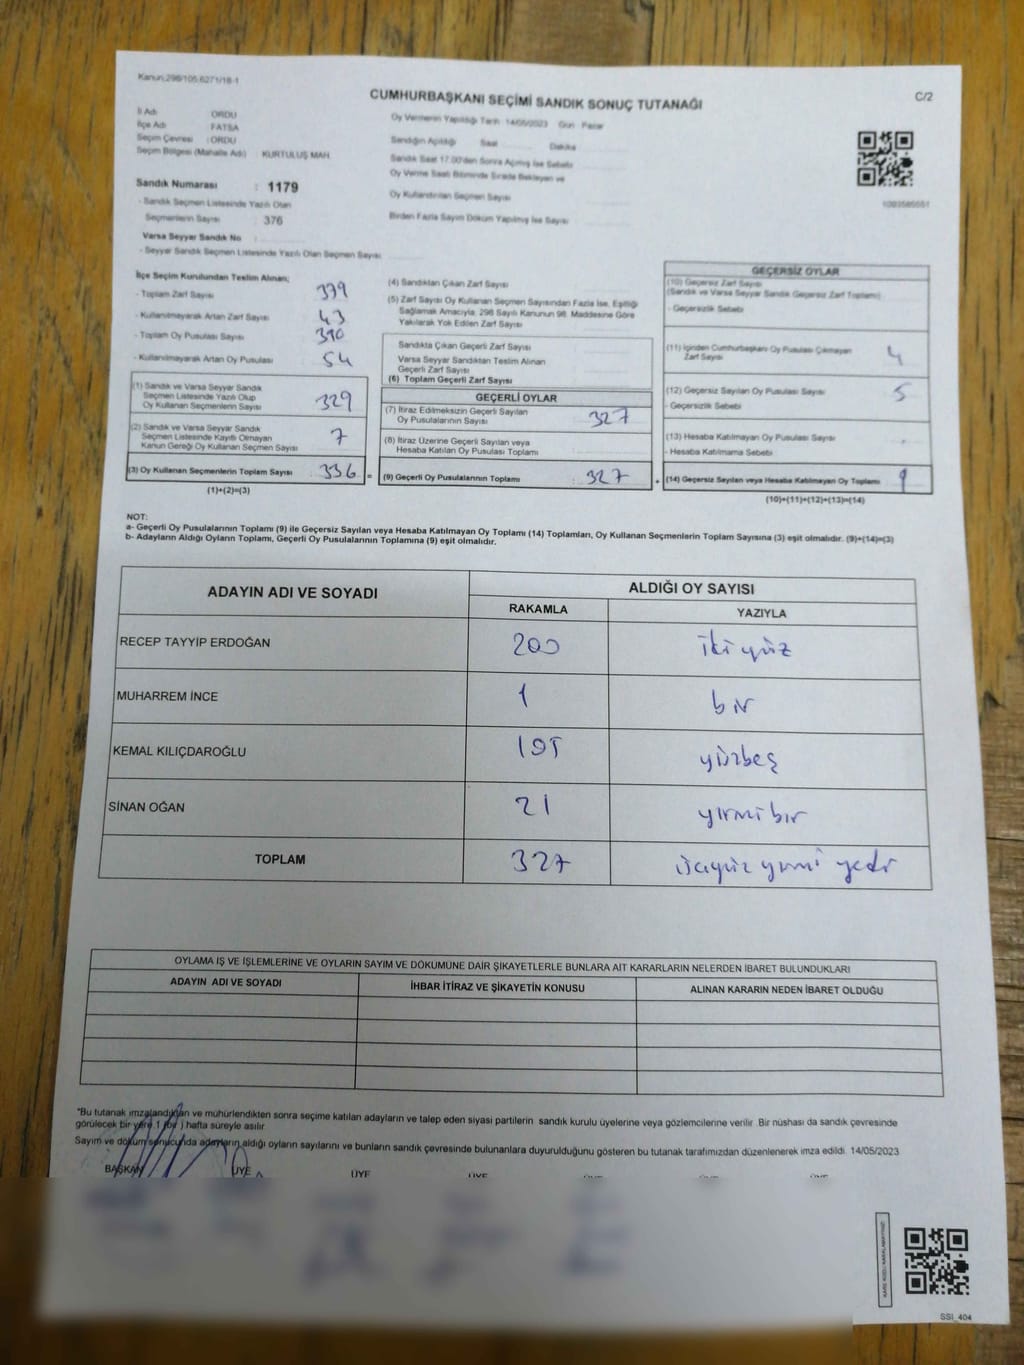 Kanun:298/105,6271/18-1
CUMHURBAŞKANI SEÇİMİ SANDIK SONUÇ TUTANAĞI
C/2
İl Adı ORDU
İlçe Adı FATSA
Seçim Çevresi : ORDU
Seçim Bölgesi (Mahalle Adı) : KURTULUŞ MAH.
Sandık Numarası : 1179
- Sandık Seçmen Listesinde Yazılı Olan
Seçmenlerin Sayısı : 376
Varsa Seyyar Sandık No :
- Seyyar Sandık Seçmen Listesinde Yazılı Olan Seçmen Sayısı
Oy Vermenin Yapıldığı Tarih 14/05/2023 Gün Pazar
Sandığın Açıldığı Saat Dakika
Sandık Saat 17.00'den Sonra Açılmış İse Sebebi
Oy Verme Saati Bitiminde Sırada Bekleyen ve
Oy Kullandırılan Seçmen Sayısı
Birden Fazla Sayım Döküm Yapılmış İse Sayısı
İlçe Seçim Kurulundan Teslim Alınan;
- Toplam Zarf Sayısı 379
- Kullanılmayarak Artan Zarf Sayısı 43
- Toplam Oy Pusulası Sayısı 390
- Kullanılmayarak Artan Oy Pusulası 54
(1) Sandık ve Varsa Seyyar Sandık
Seçmen Listesinde Yazılı Olup
Oy Kullanan Seçmenlerin Sayısı 329
(2) Sandık ve Varsa Seyyar Sandık
Seçmen Listesinde Kayıtlı Olmayan
Kanun Gereği Oy Kullanan Seçmen Sayısı 7
(3) Oy Kullanan Seçmenlerin Toplam Sayısı 336 =
(1)+(2)=(3)
(4) Sandıktan Çıkan Zarf Sayısı
(5) Zarf Sayısı Oy Kullanan Seçmen Sayısından Fazla İse, Eşitliği
Sağlamak Amacıyla, 298 Sayılı Kanunun 98. Maddesine Göre
Yakılarak Yok Edilen Zarf Sayısı
Sandıkta Çıkan Geçerli Zarf Sayısı
Varsa Seyyar Sandıktan Teslim Alınan
Geçerli Zarf Sayısı
(6) Toplam Geçerli Zarf Sayısı
GEÇERLİ OYLAR
(7) İtiraz Edilmeksizin Geçerli Sayılan
Oy Pusulalarının Sayısı : 327
(8) İtiraz Üzerine Geçerli Sayılan veya
Hesaba Katılan Oy Pusulası Toplamı
(9) Geçerli Oy Pusulalarının Toplamı : 327 +
GEÇERSİZ OYLAR
(10) Geçersiz Zarf Sayısı
(Sandık ve Varsa Seyyar Sandık Geçersiz Zarf Toplamı)
- Geçersizlik Sebebi
(11) İçinden Cumhurbaşkanı Oy Pusulası Çıkmayan
Zarf Sayısı 4
(12) Geçersiz Sayılan Oy Pusulası Sayısı 5
- Geçersizlik Sebebi
(13) Hesaba Katılmayan Oy Pusulası Sayısı
- Hesaba Katılmama Sebebi
(14) Geçersiz Sayılan veya Hesaba Katılmayan Oy Toplamı 9
(10)+(11)+(12)+(13)=(14)
NOT:
a- Geçerli Oy Pusulalarının Toplamı (9) ile Geçersiz Sayılan veya Hesaba Katılmayan Oy Toplamı (14) Toplamları, Oy Kullanan Seçmenlerin Toplam Sayısına (3) eşit olmalıdır. (9)+(14)=(3)
b- Adayların Aldığı Oyların Toplamı, Geçerli Oy Pusulalarının Toplamına (9) eşit olmalıdır.
ADAYIN ADI VE SOYADI
ALDIĞI OY SAYISI
RAKAMLA YAZIYLA
RECEP TAYYİP ERDOĞAN 200 iki yüz
MUHARREM İNCE 1 bir
KEMAL KILIÇDAROĞLU 105 yüzbeş
SİNAN OĞAN 21 yirmi bir
TOPLAM 327 üçyüz yirmi yedi
OYLAMA İŞ VE İŞLEMLERİNE VE OYLARIN SAYIM VE DÖKÜMÜNE DAİR ŞİKAYETLERLE BUNLARA AİT KARARLARIN NELERDEN İBARET BULUNDUKLARI
ADAYIN ADI VE SOYADI İHBAR İTİRAZ VE ŞİKAYETİN KONUSU ALINAN KARARIN NEDEN İBARET OLDUĞU
*Bu tutanak imzalandıktan ve mühürlendikten sonra seçime katılan adayların ve talep eden siyasi partilerin sandık kurulu üyelerine veya gözlemcilerine verilir. Bir nüshası da sandık çevresinde
görülecek bir yere 1 (bir) hafta süreyle asılır
Sayım ve döküm sonucunda adayların aldığı oyların sayılarını ve bunların sandık çevresinde bulunanlara duyurulduğunu gösteren bu tutanak tarafımızdan düzenlenerek imza edildi. 14/05/2023
BAŞKAN ÜYE ÜYE ÜYE
SSI_404